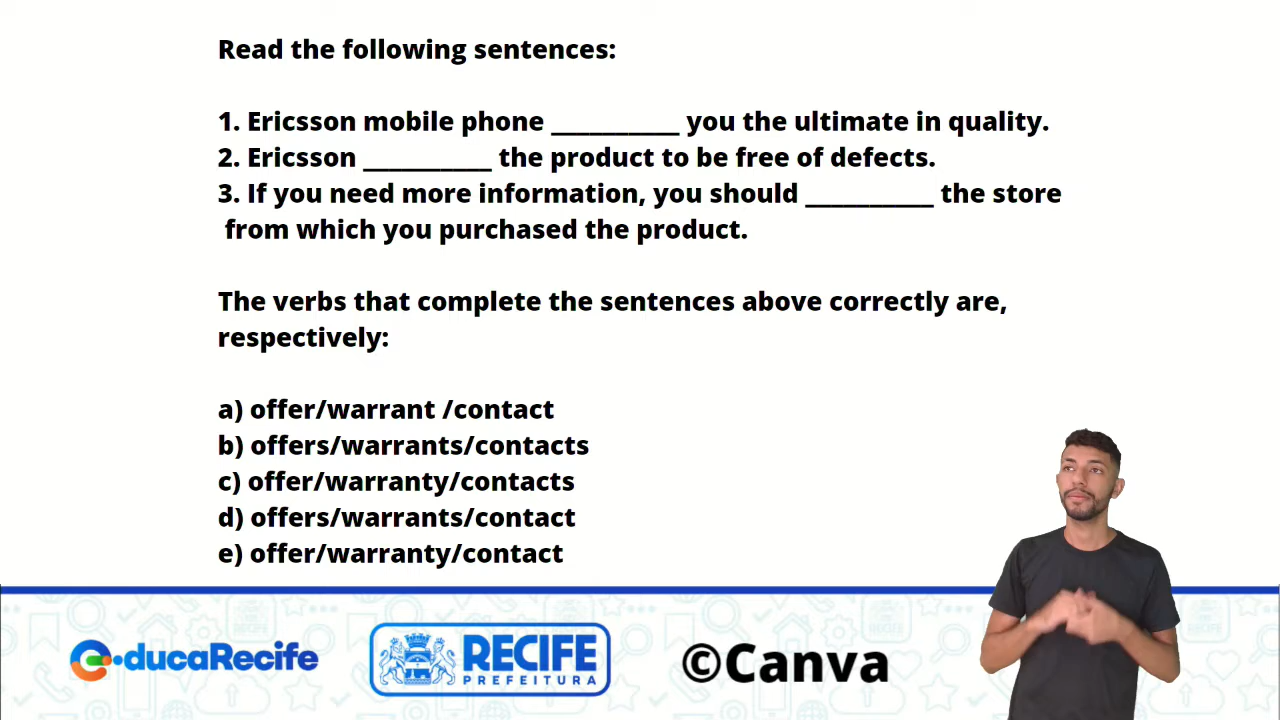 Read the following sentences:
1. Ericsson mobile phone __________ you the ultimate in quality.
2. Ericsson __________ the product to be free of defects.
3. If you need more information, you should __________ the store
from which you purchased the product.
The verbs that complete the sentences above correctly are,
respectively:
a) offer/warrant /contact
b) offers/warrants/contacts
c) offer/warranty/contacts
d) offers/warrants/contact
e) offer/warranty/contact
educaRecife
RECIFE
PREFEITURA
©Canva